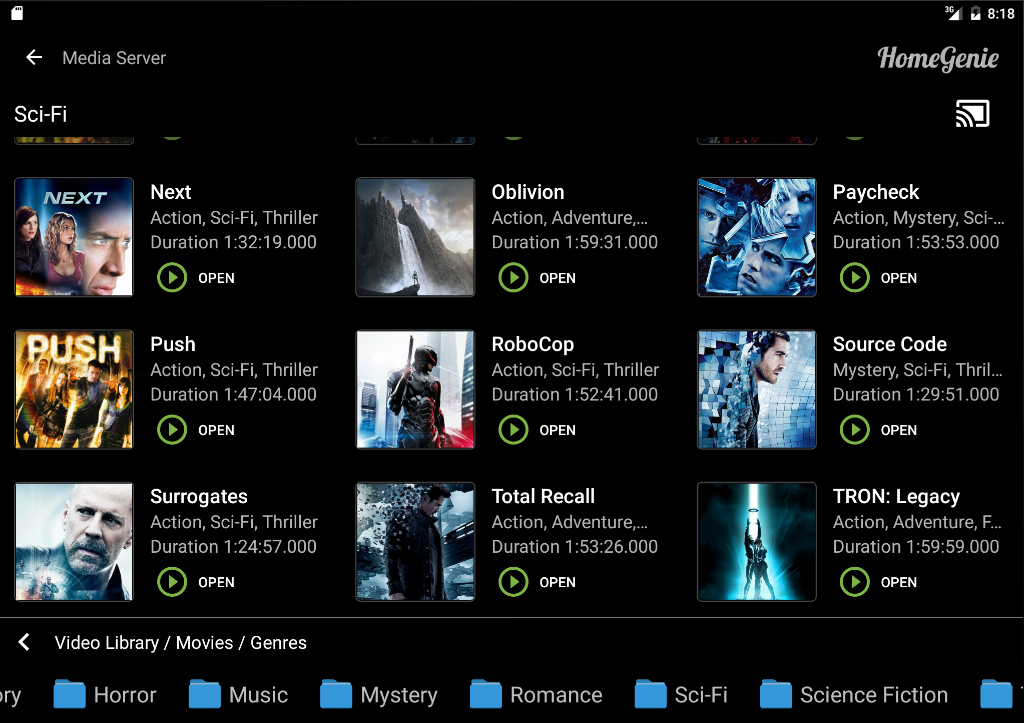 3G 8:18
Media Server
HomeGenie
Sci-Fi
NEXT
Next
Action, Sci-Fi, Thriller
Duration 1:32:19.000
OPEN
Oblivion
Action, Adventure,...
Duration 1:59:31.000
OPEN
Paycheck
Action, Mystery, Sci-...
Duration 1:53:53.000
OPEN
PUSH
Push
Action, Sci-Fi, Thriller
Duration 1:47:04.000
OPEN
RoboCop
Action, Sci-Fi, Thriller
Duration 1:52:41.000
OPEN
Source Code
Mystery, Sci-Fi, Thril...
Duration 1:29:51.000
OPEN
Surrogates
Action, Sci-Fi, Thriller
Duration 1:24:57.000
OPEN
Total Recall
Action, Adventure,...
Duration 1:53:26.000
OPEN
TRON: Legacy
Action, Adventure, F...
Duration 1:59:59.000
OPEN
Video Library / Movies / Genres
ory Horror Music Mystery Romance Sci-Fi Science Fiction